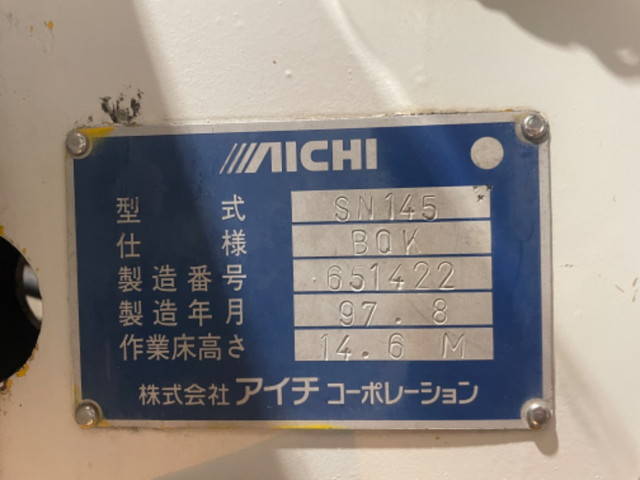 AICHI
型式 SN145
仕様 BOK
製造番号 651422
製造年月 97.8
作業床高さ 14.6 M
株式会社 アイチ コーポレーション